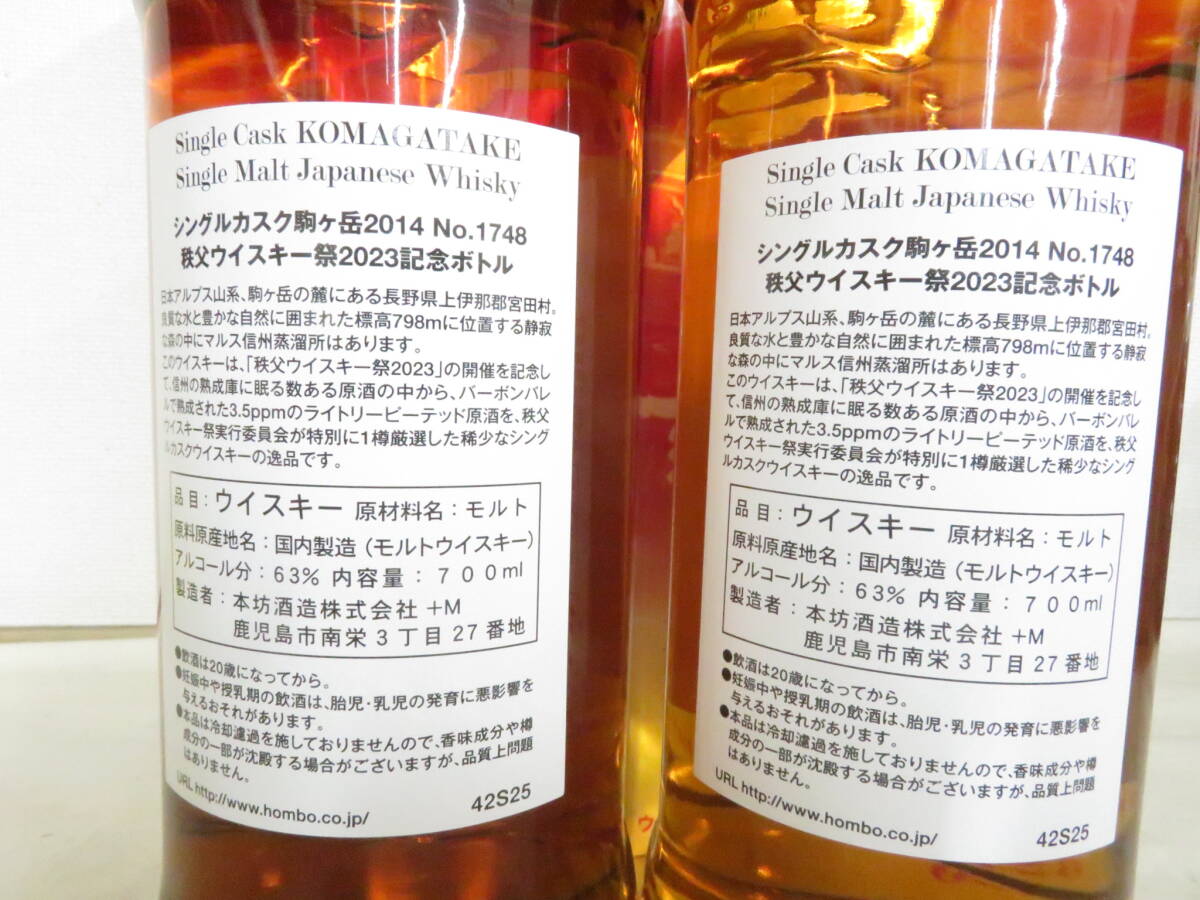 Single Cask KOMAGATAKE
Single Malt Japanese Whisky
シングルカスク駒ヶ岳2014 No.1748
秩父ウイスキー祭2023記念ボトル
日本アルプス山系、駒ヶ岳の麓にある長野県上伊那郡宮田村。
良質な水と豊かな自然に囲まれた標高798mに位置する静寂
な森の中にマルス信州蒸溜所はあります。
このウイスキーは、「秩父ウイスキー祭2023」の開催を記念し
て、信州の熟成庫に眠る数ある原酒の中から、バーボンバレ
ルで熟成された3.5ppmのライトリーピーテッド原酒を、秩父
ウイスキー祭実行委員会が特別に1樽厳選した稀少なシング
ルカスクウイスキーの逸品です。
品目：ウイスキー 原材料名：モルト
原料原産地名：国内製造（モルトウイスキー）
アルコール分：63% 内容量：700ml
製造者：本坊酒造株式会社 +M
鹿児島市南栄3丁目27番地
●飲酒は20歳になってから。
●妊娠中や授乳期の飲酒は、胎児・乳児の発育に悪影響を
与えるおそれがあります。
●本品は冷却濾過を施しておりませんので、香味成分や樽
成分の一部が沈殿する場合がございますが、品質上問題
はありません。
URL http://www.hombo.co.jp/
42S25
Single Cask KOMAGATAKE
Single Malt Japanese Whisky
シングルカスク駒ヶ岳2014 No.1748
秩父ウイスキー祭2023記念ボトル
日本アルプス山系、駒ヶ岳の麓にある長野県上伊那郡宮田村。
良質な水と豊かな自然に囲まれた標高798mに位置する静寂
な森の中にマルス信州蒸溜所はあります。
このウイスキーは、「秩父ウイスキー祭2023」の開催を記念し
て、信州の熟成庫に眠る数ある原酒の中から、バーボンバレ
ルで熟成された3.5ppmのライトリーピーテッド原酒を、秩父
ウイスキー祭実行委員会が特別に1樽厳選した稀少なシング
ルカスクウイスキーの逸品です。
品目：ウイスキー 原材料名：モルト
原料原産地名：国内製造（モルトウイスキー）
アルコール分：63% 内容量：700ml
製造者：本坊酒造株式会社 +M
鹿児島市南栄3丁目27番地
●飲酒は20歳になってから。
●妊娠中や授乳期の飲酒は、胎児・乳児の発育に悪影響を
与えるおそれがあります。
●本品は冷却濾過を施しておりませんので、香味成分や樽
成分の一部が沈殿する場合がございますが、品質上問題
はありません。
URL http://www.hombo.co.jp/
42S25